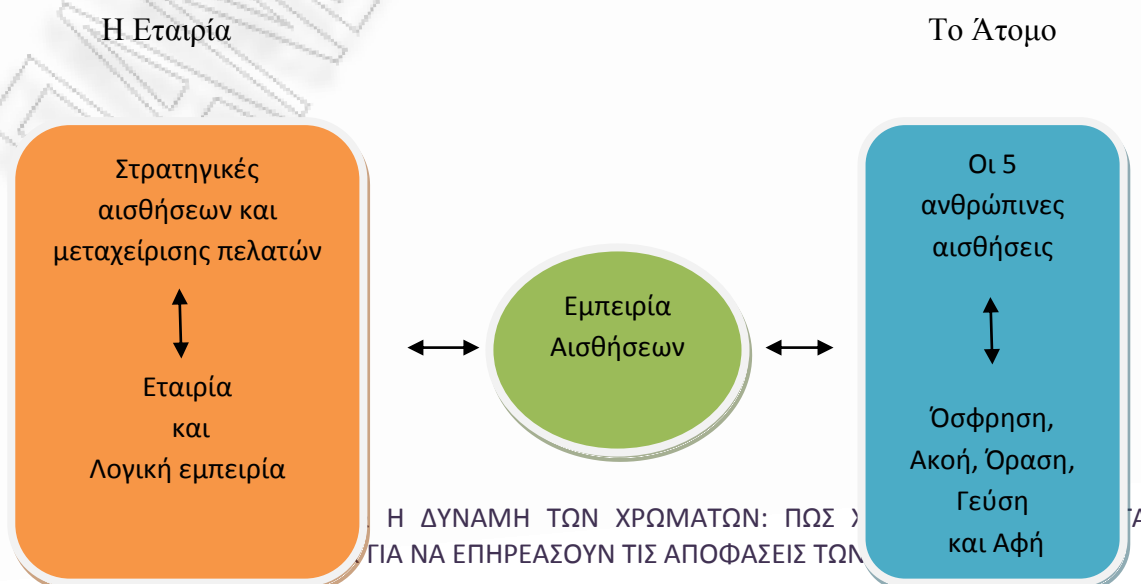 Η Εταιρία
Το Άτομο
Στρατηγικές
αισθήσεων και
μεταχείρισης πελατών
Εταιρία
και
Λογική εμπειρία
Εμπειρία
Αισθήσεων
Οι 5
ανθρώπινες
αισθήσεις
Όσφρηση,
Ακοή, Όραση,
Γεύση
και Αφή
Η ΔΥΝΑΜΗ ΤΩΝ ΧΡΩΜΑΤΩΝ: ΠΩΣ
ΓΙΑ ΝΑ ΕΠΗΡΕΑΣΟΥΝ ΤΙΣ ΑΠΟΦΑΣΕΙΣ ΤΩΝ